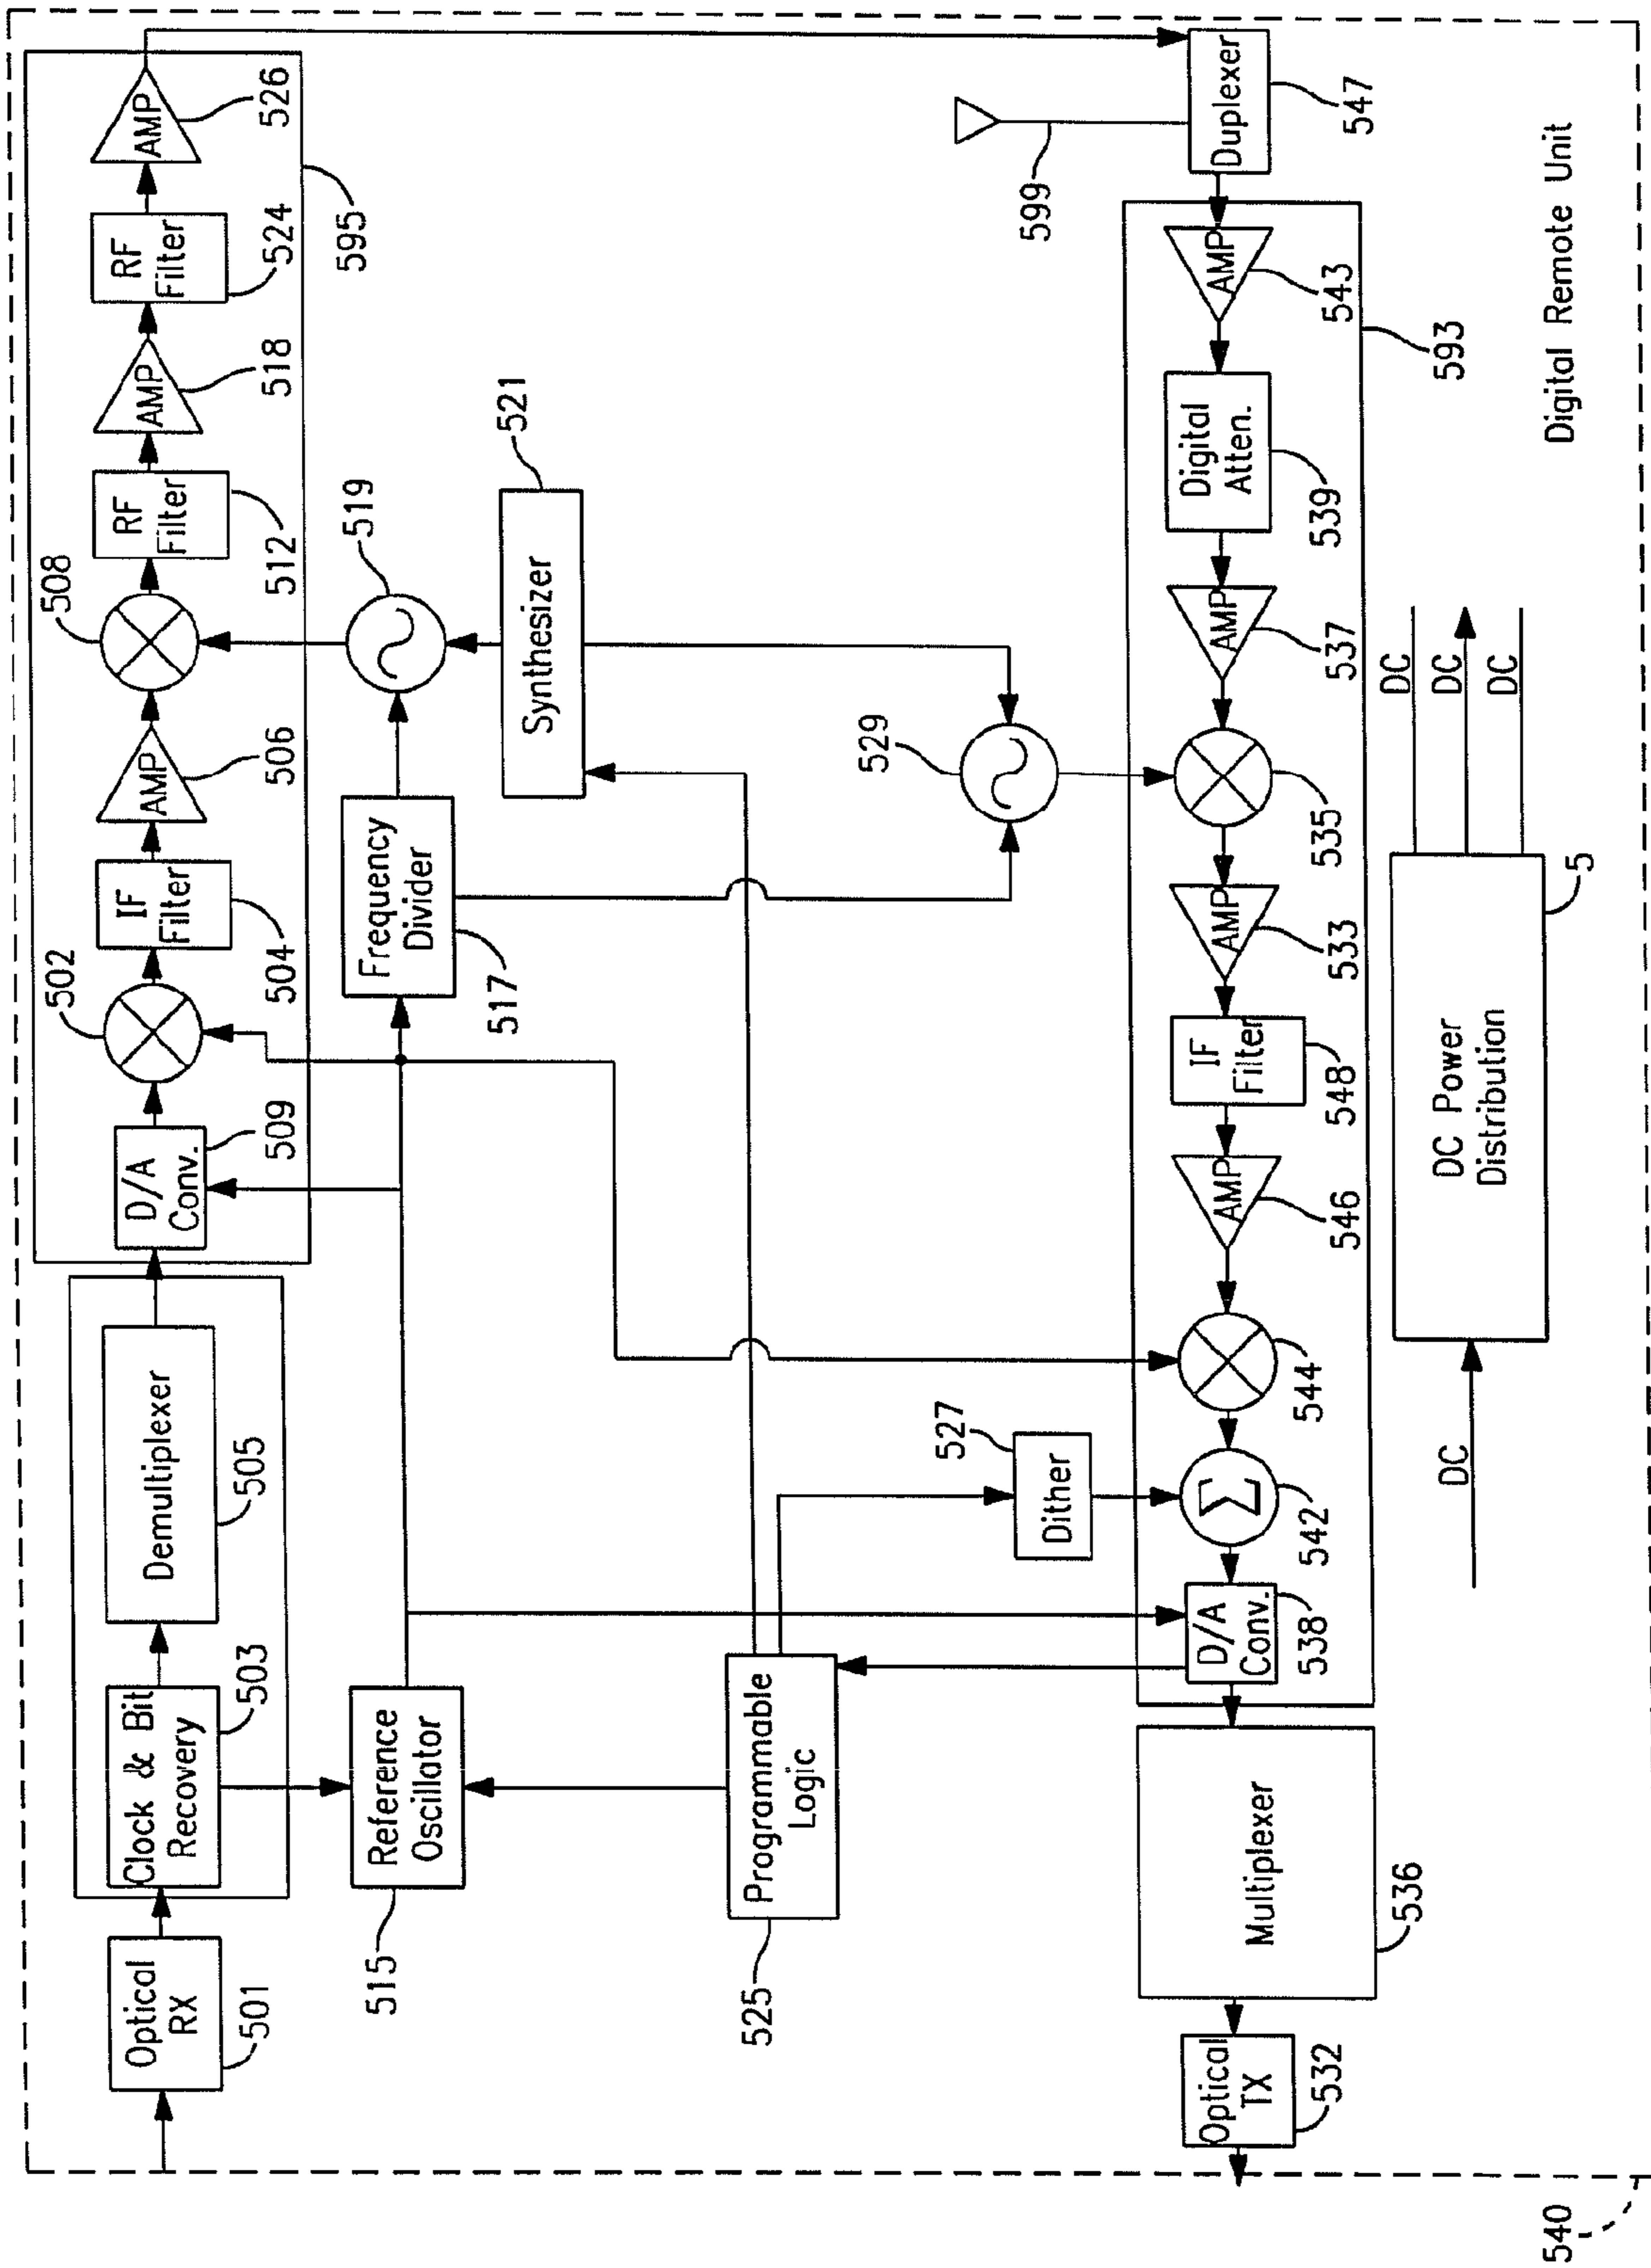 Optical
RX
501
Clock & Bit
Recovery
503
Demultiplexer
505
D/A
Conv.
509
502
IF
Filter
504
AMP
506
508
RF
Filter
512
AMP
518
RF
Filter
524
AMP
526
595
Reference
Oscillator
515
Frequency
Divider
517
519
Synthesizer
521
Programmable
Logic
525
Dither
527
529
599
Duplexer
547
Optical
TX
532
Multiplexer
536
D/A
Conv.
538
Σ
542
544
AMP
546
IF
Filter
548
AMP
533
535
AMP
537
Digital
Atten.
539
AMP
543
593
DC
DC Power
Distribution
5
DC
DC
DC
Digital Remote Unit
540